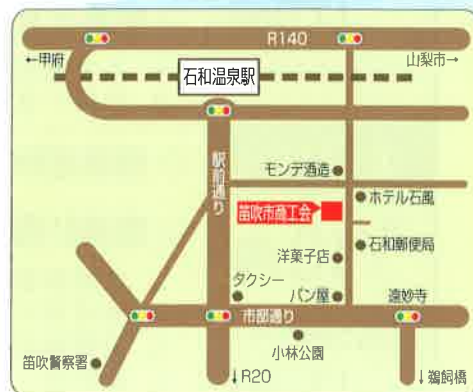 R140
←甲府
山梨市→
石和温泉駅
駅前通り
モンデ酒造
ホテル石風
笛吹市商工会
石和郵便局
洋菓子店
タクシー
パン屋
遠妙寺
市部通り
小林公園
笛吹警察署
↓R20
↓鵜飼橋